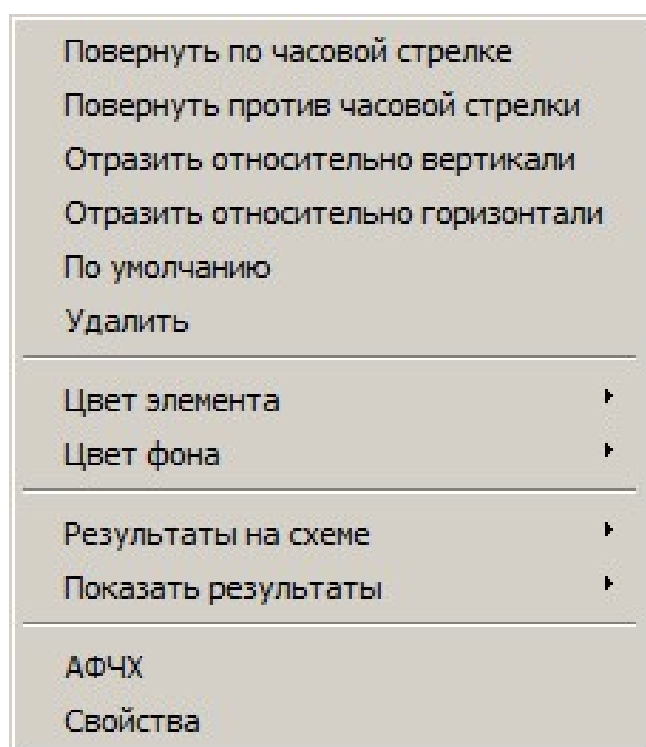 Повернуть по часовой стрелке
Повернуть против часовой стрелки
Отразить относительно вертикали
Отразить относительно горизонтали
По умолчанию
Удалить
Цвет элемента
Цвет фона
Результаты на схеме
Показать результаты
АФЧХ
Свойства